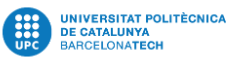 UPC
UNIVERSITAT POLITÈCNICA
DE CATALUNYA
BARCELONATECH